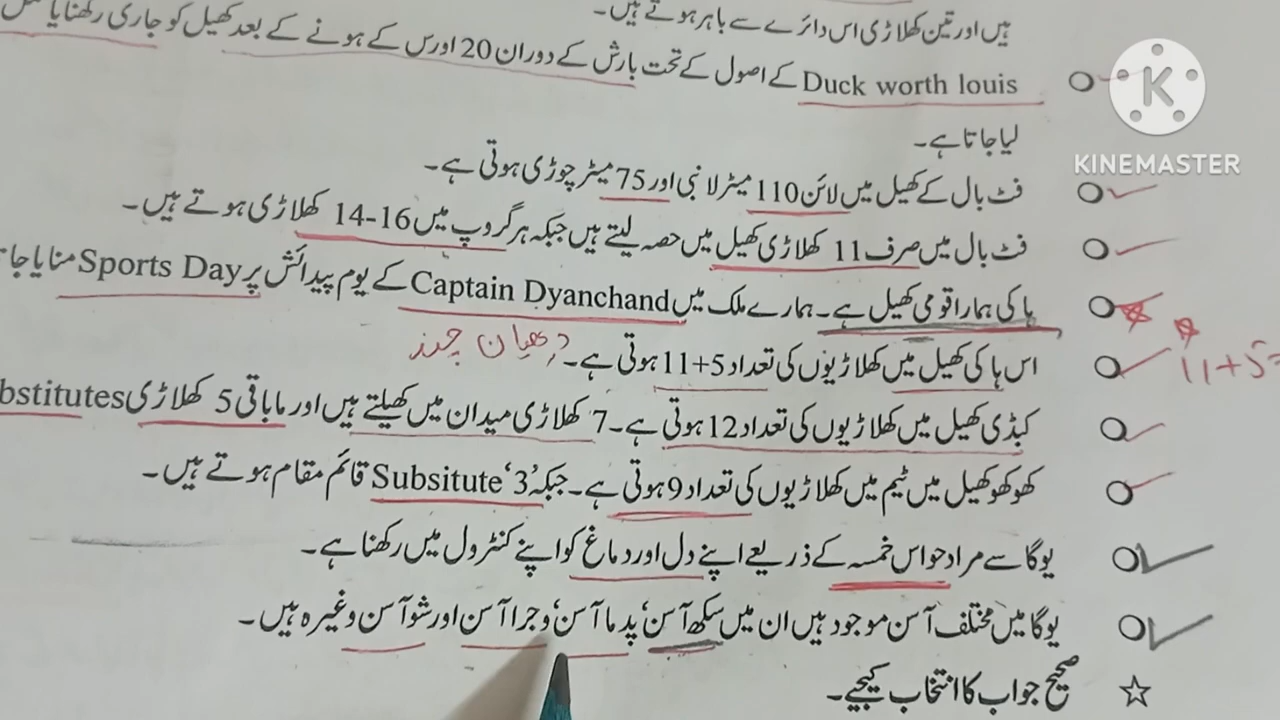 ہیں اور تین کھلاڑی اس دائرے سے باہر ہوتے ہیں۔
Duck worth louis کے اصول کے تحت بارش کے دوران 20 اورس کے ہونے کے بعد کھیل کو جاری رکھنا یا
لیا جاتا ہے۔
KINEMASTER
فٹ بال کے کھیل میں لائن 110 میٹر لانبی اور 75 میٹر چوڑی ہوتی ہے۔
فٹ بال میں صرف 11 کھلاڑی کھیل میں حصہ لیتے ہیں جبکہ ہر گروپ میں 16-14 کھلاڑی ہوتے ہیں۔
ہاکی ہمارا قومی کھیل ہے۔ ہمارے ملک میں Captain Dyanchand کے یوم پیدائش پر Sports Day منایا جا
دھیان چند
اس ہاکی کھیل میں کھلاڑیوں کی تعداد 5+11 ہوتی ہے۔
11+5
کبڈی کھیل میں کھلاڑیوں کی تعداد 12 ہوتی ہے۔ 7 کھلاڑی میدان میں کھیلتے ہیں اور ماباقی 5 کھلاڑی bstitutes
کھوکھو کھیل میں ٹیم میں کھلاڑیوں کی تعداد 9 ہوتی ہے۔ جبکہ '3' Subsitute قائم مقام ہوتے ہیں۔
یوگا سے مراد حواس خمسہ کے ذریعے اپنے دل اور دماغ کو اپنے کنٹرول میں رکھنا ہے۔
یوگا میں مختلف آسن موجود ہیں ان میں سکھ آسن، پدما آسن، وجرا آسن اور شو آسن وغیرہ ہیں۔
☆ صحیح جواب کا انتخاب کیجیے۔